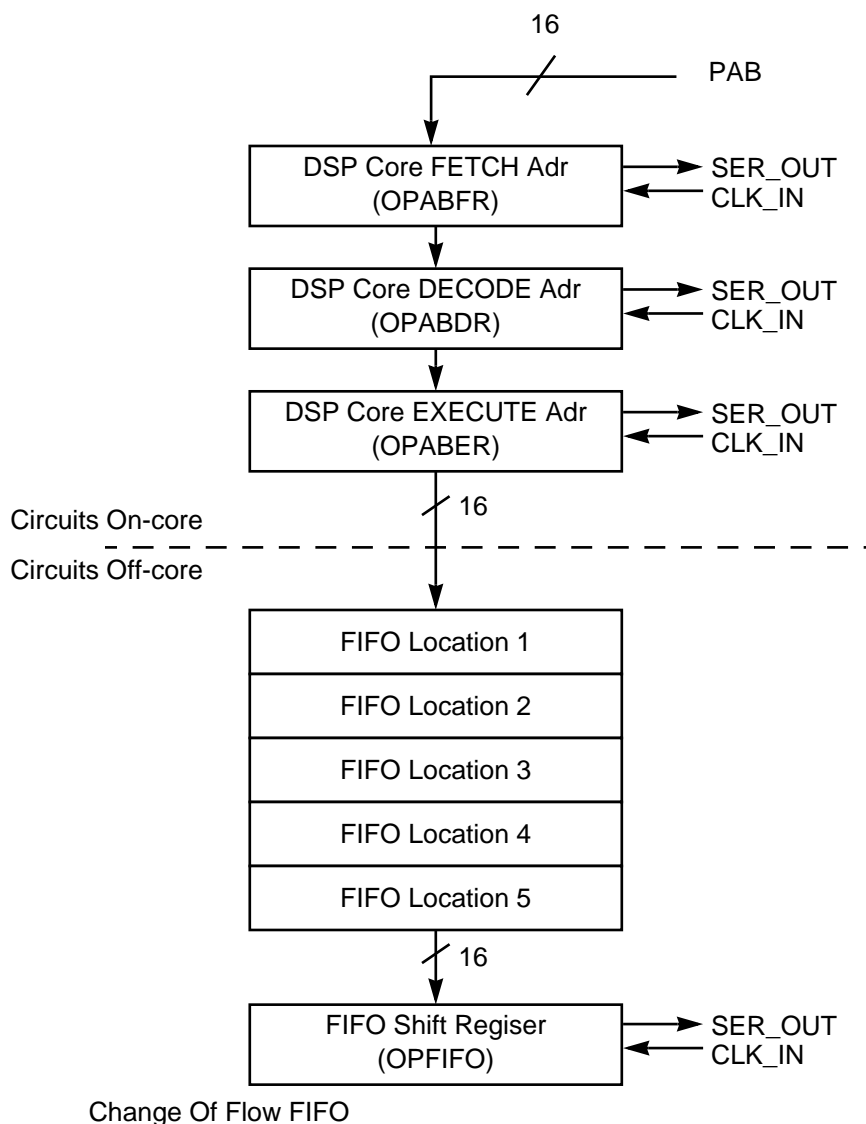 16
PAB
DSP Core FETCH Adr
(OPABFR)
SER_OUT
CLK_IN
DSP Core DECODE Adr
(OPABDR)
SER_OUT
CLK_IN
DSP Core EXECUTE Adr
(OPABER)
SER_OUT
CLK_IN
16
Circuits On-core
Circuits Off-core
FIFO Location 1
FIFO Location 2
FIFO Location 3
FIFO Location 4
FIFO Location 5
16
FIFO Shift Regiser
(OPFIFO)
SER_OUT
CLK_IN
Change Of Flow FIFO